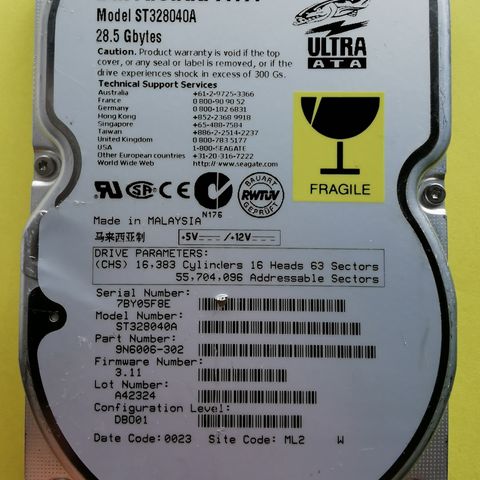 Model ST328040A
28.5 Gbytes
Caution. Product warranty is void if the top
cover, or any seal or label is removed, or if the
drive experiences shock in excess of 300 Gs.
ULTRA
ATA
Technical Support Services
Australia +61-2-9725-3366
France 0 800-90 90 52
Germany 0 800-182 6831
Hong Kong +852-2368 9918
Singapore +65-488-7584
Taiwan +886-2-2514-2237
United Kingdom 0 800-783 5177
USA 1-800-SEAGATE
Other European countries +31-20-316-7222
World Wide Web http://www.seagate.com
FRAGILE
N176
BAUART
RWTÜV
GEPRÜFT
Made in MALAYSIA
马来西亚制
+5V /+12V
DRIVE PARAMETERS:
(CHS) 16,383 Cylinders 16 Heads 63 Sectors
55,704,096 Addressable Sectors
Serial Number:
7BY05F8E
Model Number:
ST328040A
Part Number:
9N6006-302
Firmware Number:
3.11
Lot Number:
A42324
Configuration Level:
DB001
Date Code:0023 Site Code: ML2 W